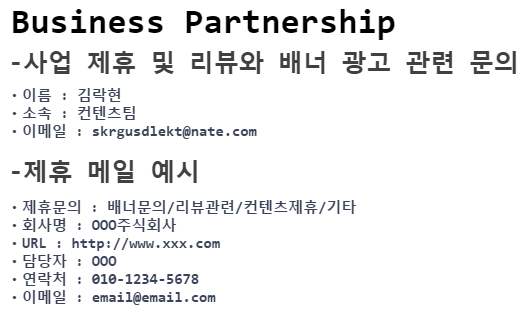 Business Partnership
-사업 제휴 및 리뷰와 배너 광고 관련 문의
· 이름 : 김락현
· 소속 : 컨텐츠팀
· 이메일 : skrgusdlekt@nate.com
-제휴 메일 예시
· 제휴문의 : 배너문의/리뷰관련/컨텐츠제휴/기타
· 회사명 : OOO주식회사
· URL : http://www.xxx.com
· 담당자 : OOO
· 연락처 : 010-1234-5678
· 이메일 : email@email.com